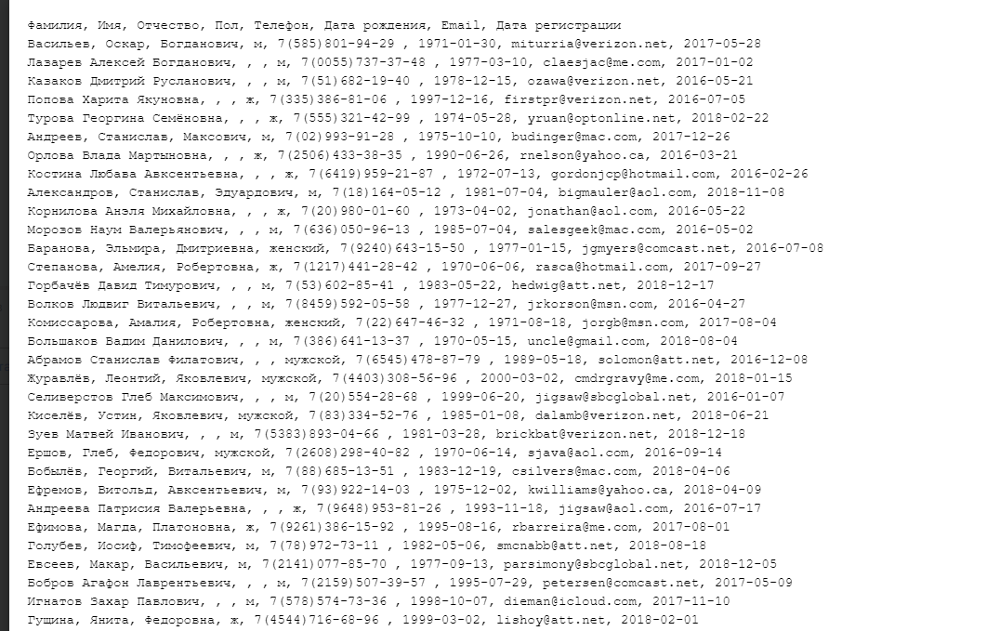 Фамилия, Имя, Отчество, Пол, Телефон, Дата рождения, Email, Дата регистрации
Васильев, Оскар, Богданович, м, 7(585)801-94-29 , 1971-01-30, miturria@verizon.net, 2017-05-28
Лазарев Алексей Богданович, , , м, 7(0055)737-37-48 , 1977-03-10, claesjac@me.com, 2017-01-02
Казаков Дмитрий Русланович, , , м, 7(51)682-19-40 , 1978-12-15, ozawa@verizon.net, 2016-05-21
Попова Харита Якуновна, , , ж, 7(335)386-81-06 , 1997-12-16, firstpr@verizon.net, 2016-07-05
Турова Георгина Семёновна, , , ж, 7(555)321-42-99 , 1974-05-28, yruan@optonline.net, 2018-02-22
Андреев, Станислав, Максович, м, 7(02)993-91-28 , 1975-10-10, budinger@mac.com, 2017-12-26
Орлова Влада Мартыновна, , , ж, 7(2506)433-38-35 , 1990-06-26, rnelson@yahoo.ca, 2016-03-21
Костина Любава Авксентьевна, , , ж, 7(6419)959-21-87 , 1972-07-13, gordonjcp@hotmail.com, 2016-02-26
Александров, Станислав, Эдуардович, м, 7(18)164-05-12 , 1981-07-04, bigmauler@aol.com, 2018-11-08
Корнилова Анэля Михайловна, , , ж, 7(20)980-01-60 , 1973-04-02, jonathan@aol.com, 2016-05-22
Морозов Наум Валерьянович, , , м, 7(636)050-96-13 , 1985-07-04, salesgeek@mac.com, 2016-05-02
Баранова, Эльмира, Дмитриевна, женский, 7(9240)643-15-50 , 1977-01-15, jgmyers@comcast.net, 2016-07-08
Степанова, Амелия, Робертовна, ж, 7(1217)441-28-42 , 1970-06-06, rasca@hotmail.com, 2017-09-27
Горбачёв Давид Тимурович, , , м, 7(53)602-85-41 , 1983-05-22, hedwig@att.net, 2018-12-17
Волков Людвиг Витальевич, , , м, 7(8459)592-05-58 , 1977-12-27, jrkorson@msn.com, 2016-04-27
Комиссарова, Амалия, Робертовна, женский, 7(22)647-46-32 , 1971-08-18, jorgb@msn.com, 2017-08-04
Большаков Вадим Данилович, , , м, 7(386)641-13-37 , 1970-05-15, uncle@gmail.com, 2018-08-04
Абрамов Станислав Филатович, , , мужской, 7(6545)478-87-79 , 1989-05-18, solomon@att.net, 2016-12-08
Журавлёв, Леонтий, Яковлевич, мужской, 7(4403)308-56-96 , 2000-03-02, cmdrgravy@me.com, 2018-01-15
Селиверстов Глеб Максимович, , , м, 7(20)554-28-68 , 1999-06-20, jigsaw@sbcglobal.net, 2016-01-07
Киселёв, Устин, Яковлевич, мужской, 7(83)334-52-76 , 1985-01-08, dalamb@verizon.net, 2018-06-21
Зуев Матвей Иванович, , , м, 7(5383)893-04-66 , 1981-03-28, brickbat@verizon.net, 2018-12-18
Ершов, Глеб, Федорович, мужской, 7(2608)298-40-82 , 1970-06-14, sjava@aol.com, 2016-09-14
Бобылёв, Георгий, Витальевич, м, 7(88)685-13-51 , 1983-12-19, csilvers@mac.com, 2018-04-06
Ефремов, Витольд, Авксентьевич, м, 7(93)922-14-03 , 1975-12-02, kwilliams@yahoo.ca, 2018-04-09
Андреева Патрисия Валерьевна, , , ж, 7(9648)953-81-26 , 1993-11-18, jigsaw@aol.com, 2016-07-17
Ефимова, Магда, Платоновна, ж, 7(9261)386-15-92 , 1995-08-16, rbarreira@me.com, 2017-08-01
Голубев, Иосиф, Тимофеевич, м, 7(78)972-73-11 , 1982-05-06, smcnabb@att.net, 2018-08-18
Евсеев, Макар, Васильевич, м, 7(2141)077-85-70 , 1977-09-13, parsimony@sbcglobal.net, 2018-12-05
Бобров Агафон Лаврентьевич, , , м, 7(2159)507-39-57 , 1995-07-29, petersen@comcast.net, 2017-05-09
Игнатов Захар Павлович, , , м, 7(578)574-73-36 , 1998-10-07, dieman@icloud.com, 2017-11-10
Гущина, Янита, Федоровна, ж, 7(4544)716-68-96 , 1999-03-02, lishoy@att.net, 2018-02-01